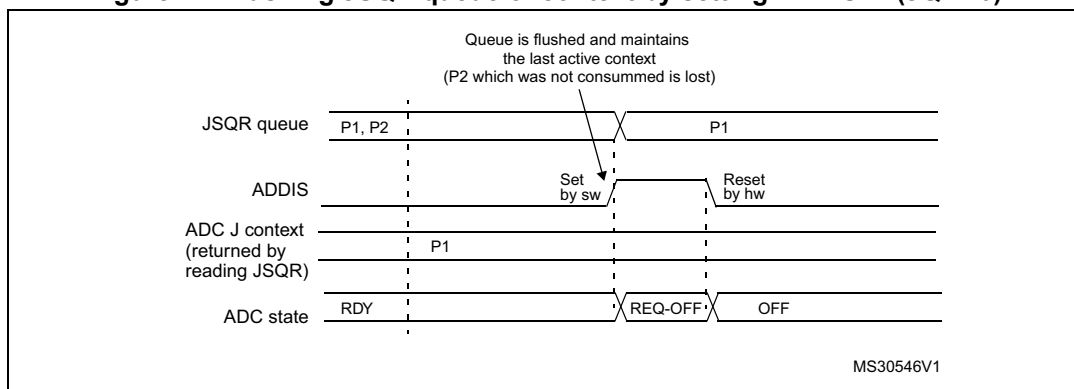 Queue is flushed and maintains
the last active context
(P2 which was not consummed is lost)
JSQR queue
P1, P2
P1
ADDIS
Set
by sw
Reset
by hw
ADC J context
(returned by
reading JSQR)
P1
ADC state
RDY
REQ-OFF
OFF
MS30546V1